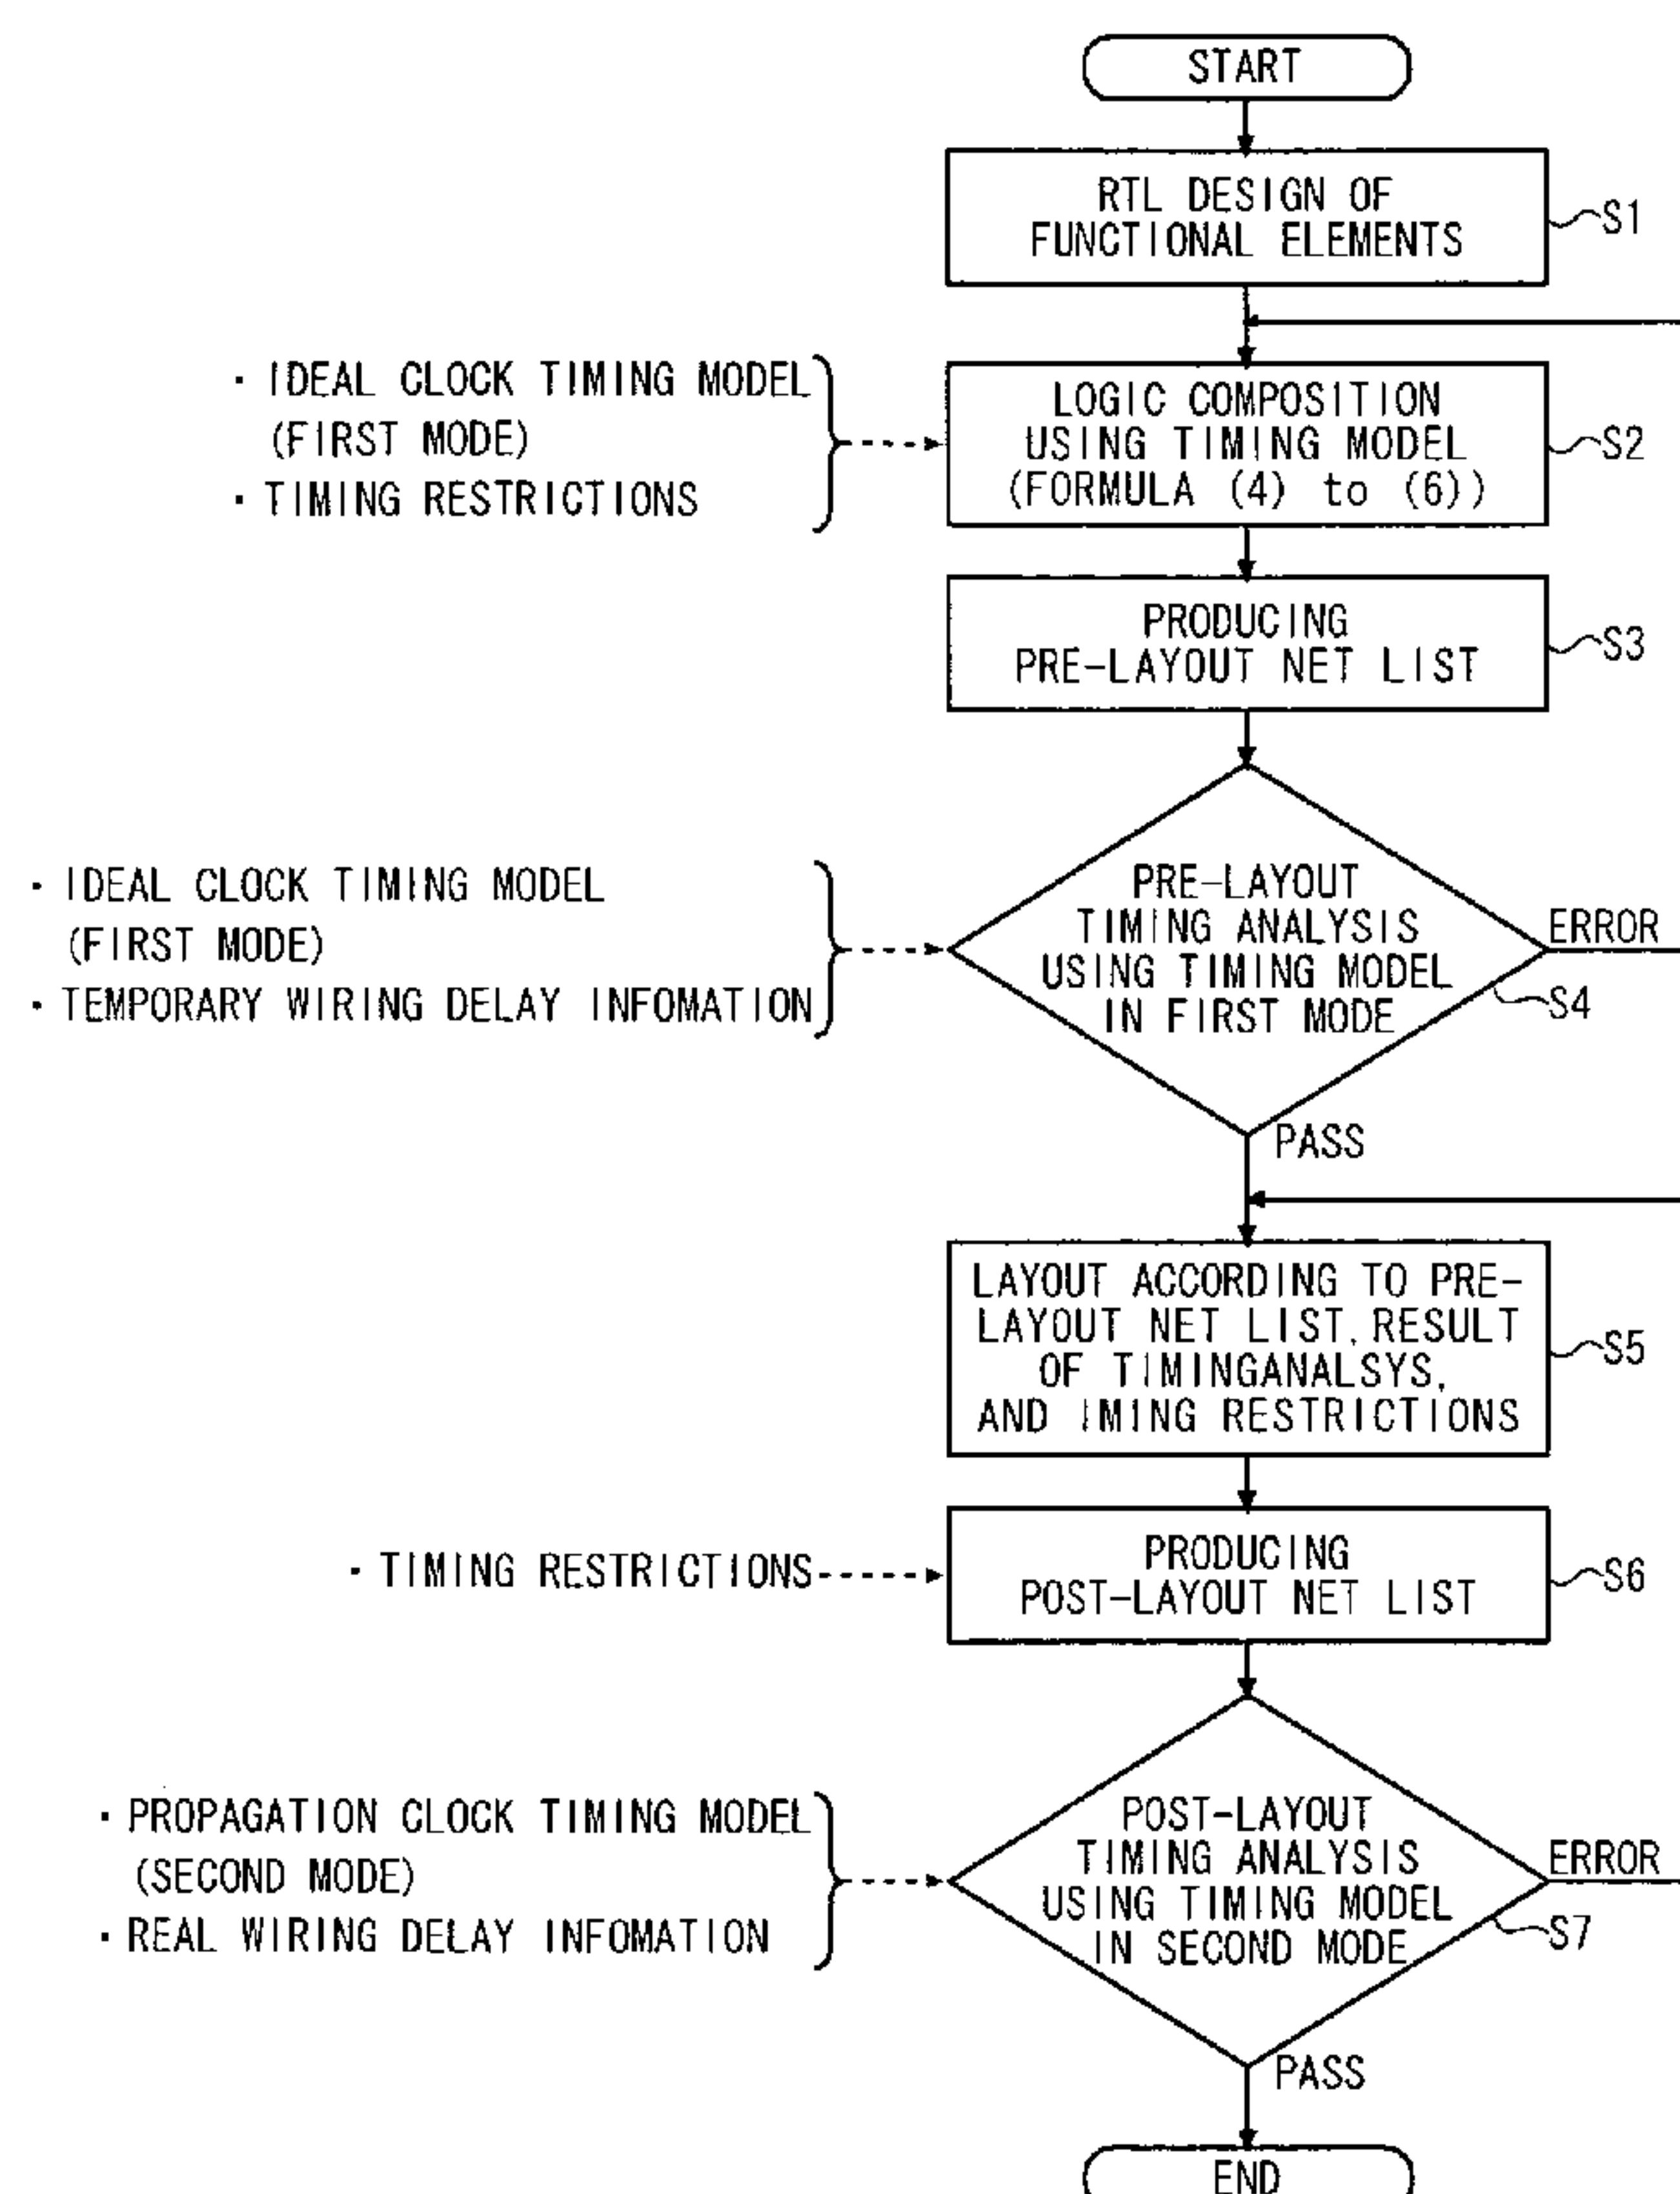 START
RTL DESIGN OF
FUNCTIONAL ELEMENTS
S1
· IDEAL CLOCK TIMING MODEL
(FIRST MODE)
· TIMING RESTRICTIONS
LOGIC COMPOSITION
USING TIMING MODEL
(FORMULA (4) to (6))
S2
PRODUCING
PRE-LAYOUT NET LIST
S3
· IDEAL CLOCK TIMING MODEL
(FIRST MODE)
· TEMPORARY WIRING DELAY INFOMATION
PRE-LAYOUT
TIMING ANALYSIS
USING TIMING MODEL
IN FIRST MODE
ERROR
S4
PASS
LAYOUT ACCORDING TO PRE-
LAYOUT NET LIST, RESULT
OF TIMINGANALSYS,
AND IMING RESTRICTIONS
S5
· TIMING RESTRICTIONS
PRODUCING
POST-LAYOUT NET LIST
S6
· PROPAGATION CLOCK TIMING MODEL
(SECOND MODE)
· REAL WIRING DELAY INFOMATION
POST-LAYOUT
TIMING ANALYSIS
USING TIMING MODEL
IN SECOND MODE
ERROR
S7
PASS
END